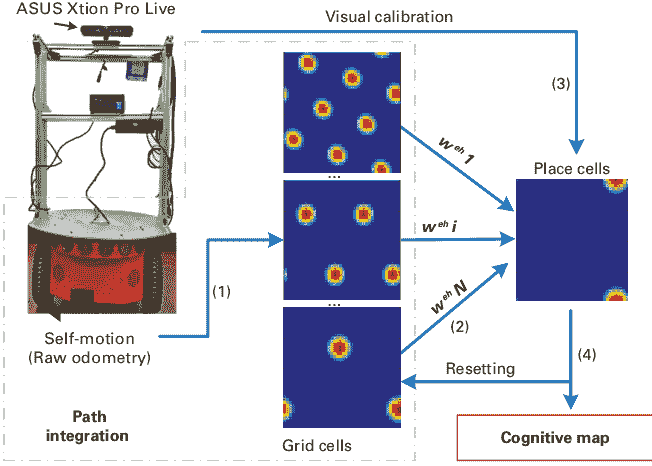 ASUS Xtion Pro Live
Visual calibration
(3)
Place cells
w^eh 1
...
w^eh i
(1)
...
w^eh N
(2)
Self-motion
(Raw odometry)
(4)
Resetting
Path
integration
Grid cells
Cognitive map